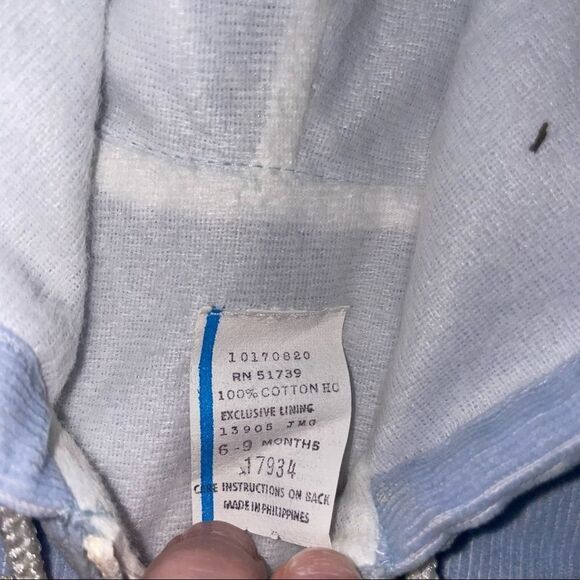 10170820
RN 51739
100% COTTON HC
EXCLUSIVE LINING
13905 JMG
6-9 MONTHS
17934
CARE INSTRUCTIONS ON BACK
MADE IN PHILIPPINES